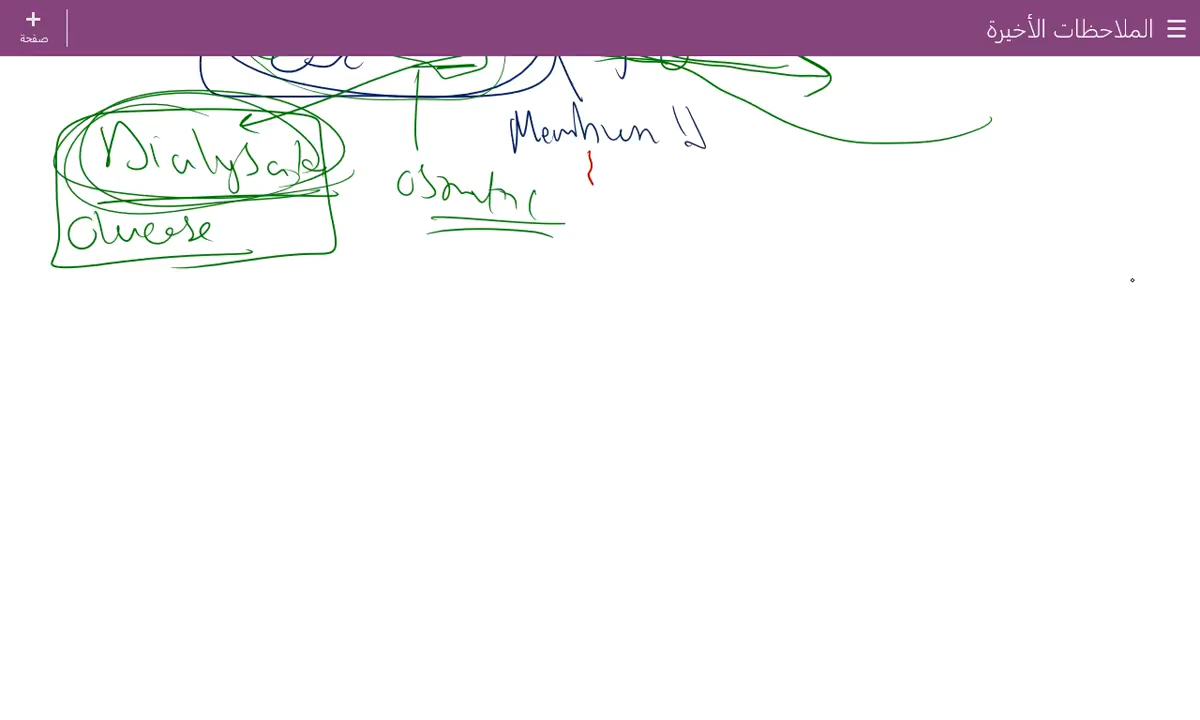 +
صفحة
الملاحظات الأخيرة
Membran
Dialysate
osmotic
Glucose